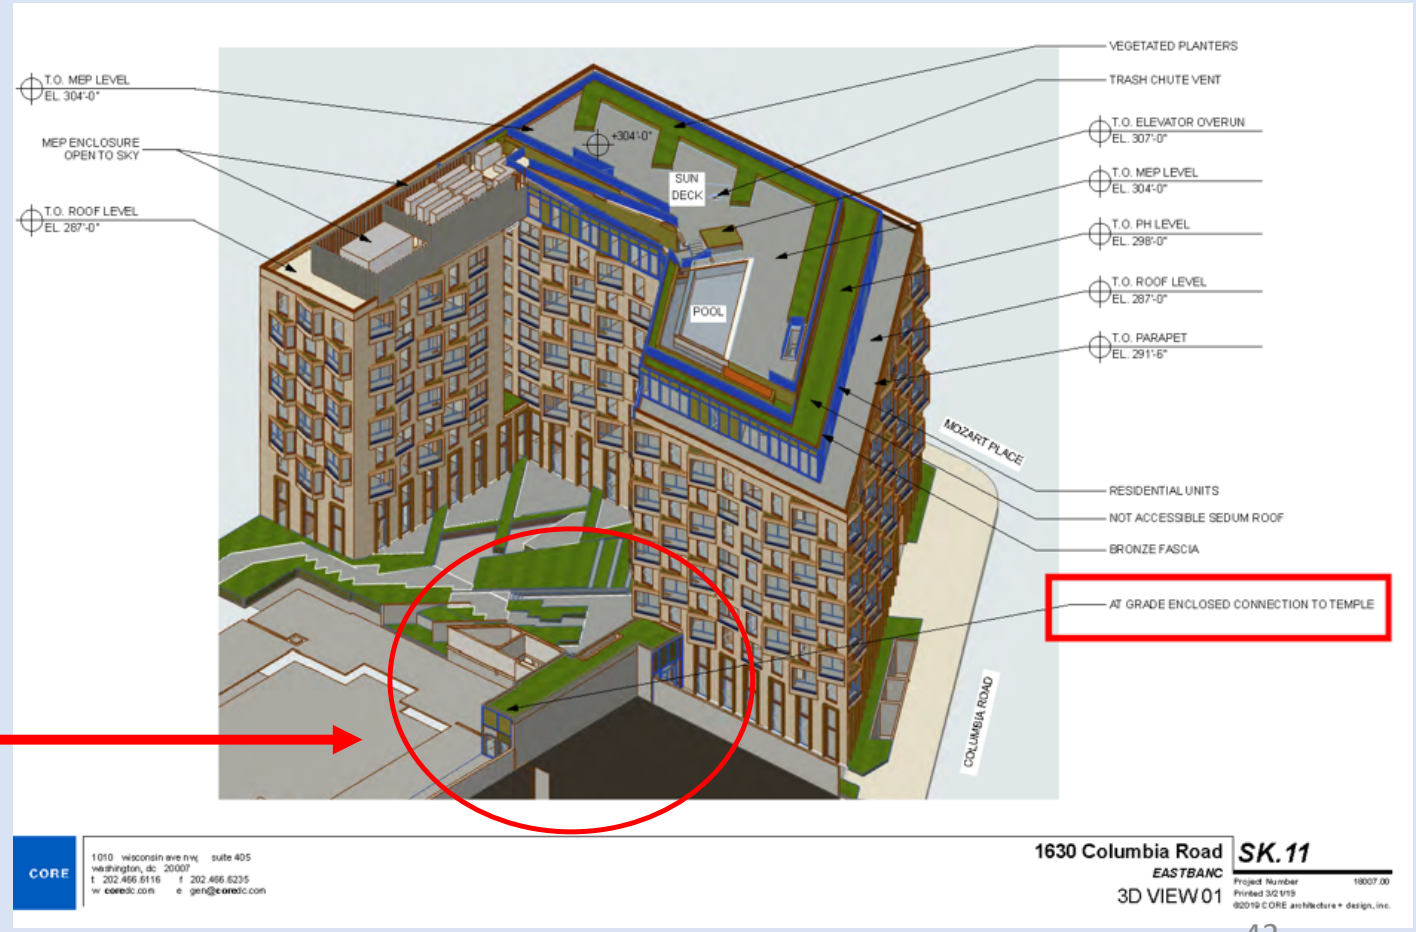 T.O. MEP LEVEL
EL. 304'-0"
MEP ENCLOSURE
OPEN TO SKY
T.O. ROOF LEVEL
EL. 287'-0"
+304'-0"
SUN
DECK
POOL
VEGETATED PLANTERS
TRASH CHUTE VENT
T.O. ELEVATOR OVERUN
EL. 307'-0"
T.O. MEP LEVEL
EL. 304'-0"
T.O. PH LEVEL
EL. 298'-0"
T.O. ROOF LEVEL
EL. 287'-0"
T.O. PARAPET
EL. 291'-6"
MOZART PLACE
RESIDENTIAL UNITS
NOT ACCESSIBLE SEDUM ROOF
BRONZE FASCIA
AT GRADE ENCLOSED CONNECTION TO TEMPLE
COLUMBIA ROAD
CORE
1010 wisconsin ave nw, suite 405
washington, dc 20007
t 202.466.6116 f 202.466.6235
w coredc.com e gen@coredc.com
1630 Columbia Road
EASTBANC
3D VIEW 01
SK.11
Project Number 18007.00
Printed 3/21/19
©2019 CORE architecture + design, inc.